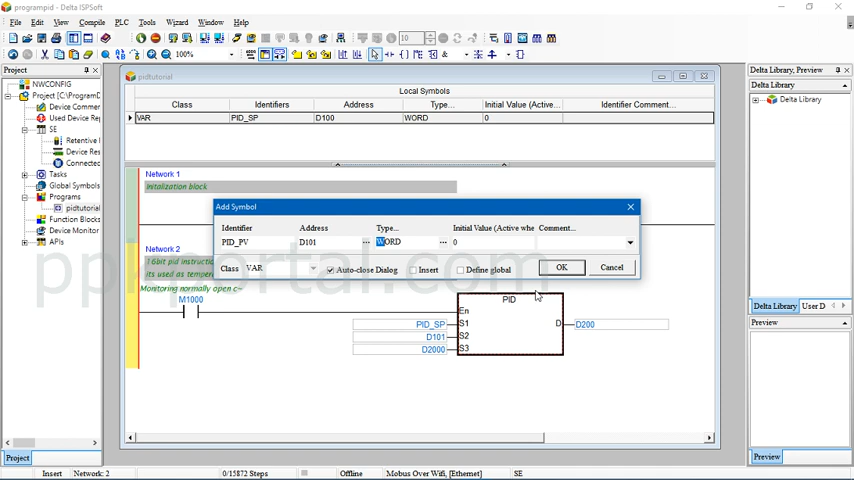 programpid - Delta ISPSoft
File Edit View Compile PLC Tools Wizard Window Help
10
100%
Project
NWCONFIG
Project [C:\ProgramD
Device Commer
Used Device Rej
SE
Retentive
Device Res
Connected
Tasks
Global Symbols
Programs
pidtutorial
Function Blocks
Device Monitor
APIs
Project
pidtutorial
Local Symbols
Class Identifiers Address Type... Initial Value (Active... Identifier Comment...
VAR PID_SP D100 WORD 0
Network 1
Initalization block
Add Symbol
Identifier Address Type... Initial Value (Active whe Comment...
PID_PV D101 WORD 0
Class VAR Auto-close Dialog Insert Define global OK Cancel
Network 2
16bit pid instructio
its used as temper
Monitoring normally open c~
M1000
PID
En
PID_SP S1 D D200
D101 S2
D2000 S3
ppkportal.com
Delta Library, Preview
Delta Library
Delta Library
Delta Library User D
Preview
Preview
Insert Network: 2 0/15872 Steps Offline Mobus Over Wifi, [Ethernet] SE